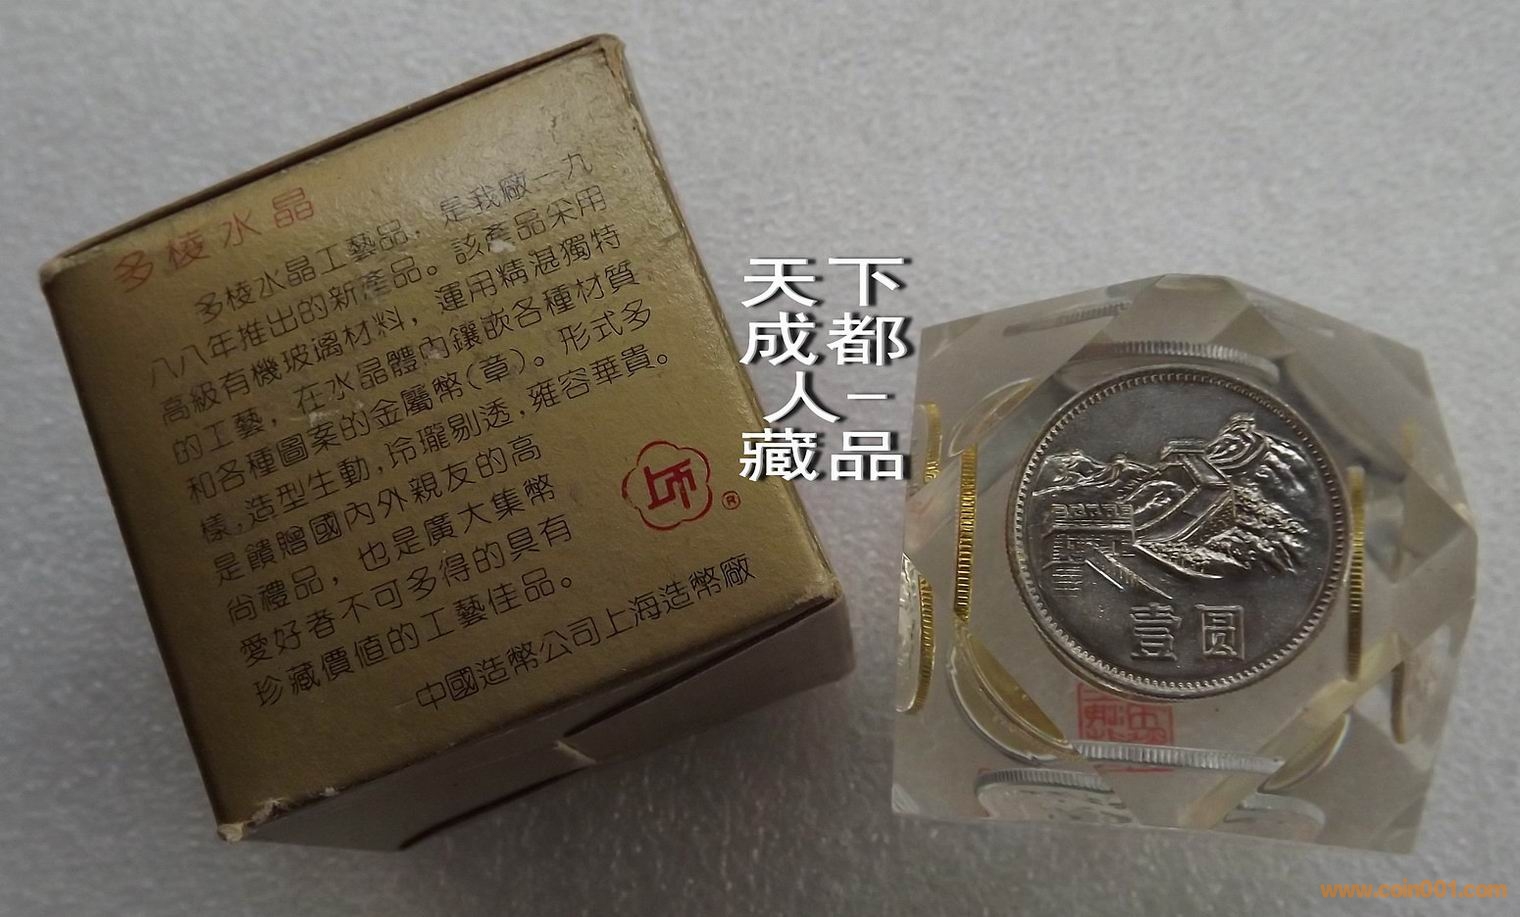 多棱水晶
多棱水晶工藝品，是我廠一九
八八年推出的新產品。該產品采用
高級有機玻璃材料，運用精湛獨特
的工藝，在水晶體內鑲嵌各種材質
和各種圖案的金屬幣(章)。形式多
樣,造型生動,冷瓏剔透,雍容華貴。
是饋贈國內外親友的高
尚禮品，也是廣大集幣
愛好者不可多得的具有
珍藏價值的工藝佳品。
中國造幣公司上海造幣廠
®
天下
成都
人-
藏品
壹圆
www.coin001.com